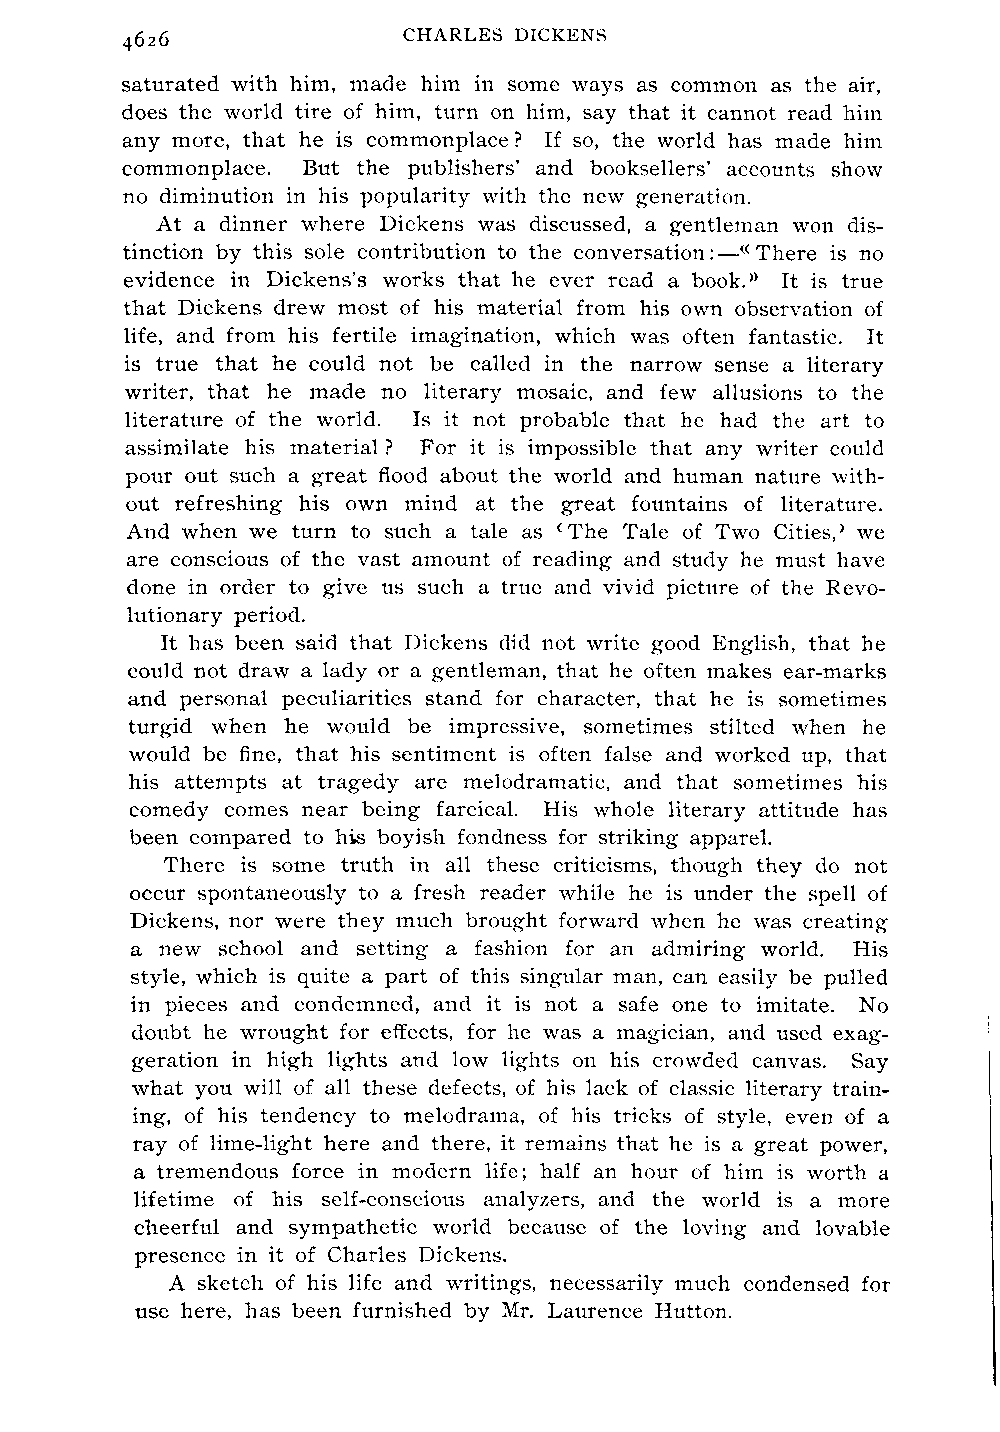 4626 CHARLES DICKENS
saturated with him, made him in some ways as common as the air,
does the world tire of him, turn on him, say that it cannot read him
any more, that he is commonplace? If so, the world has made him
commonplace. But the publishers' and booksellers' accounts show
no diminution in his popularity with the new generation.
At a dinner where Dickens was discussed, a gentleman won dis-
tinction by this sole contribution to the conversation:—«There is no
evidence in Dickens's works that he ever read a book.» It is true
that Dickens drew most of his material from his own observation of
life, and from his fertile imagination, which was often fantastic. It
is true that he could not be called in the narrow sense a literary
writer, that he made no literary mosaic, and few allusions to the
literature of the world. Is it not probable that he had the art to
assimilate his material? For it is impossible that any writer could
pour out such a great flood about the world and human nature with-
out refreshing his own mind at the great fountains of literature.
And when we turn to such a tale as ‘The Tale of Two Cities,’ we
are conscious of the vast amount of reading and study he must have
done in order to give us such a true and vivid picture of the Revo-
lutionary period.
It has been said that Dickens did not write good English, that he
could not draw a lady or a gentleman, that he often makes ear-marks
and personal peculiarities stand for character, that he is sometimes
turgid when he would be impressive, sometimes stilted when he
would be fine, that his sentiment is often false and worked up, that
his attempts at tragedy are melodramatic, and that sometimes his
comedy comes near being farcical. His whole literary attitude has
been compared to his boyish fondness for striking apparel.
There is some truth in all these criticisms, though they do not
occur spontaneously to a fresh reader while he is under the spell of
Dickens, nor were they much brought forward when he was creating
a new school and setting a fashion for an admiring world. His
style, which is quite a part of this singular man, can easily be pulled
in pieces and condemned, and it is not a safe one to imitate. No
doubt he wrought for effects, for he was a magician, and used exag-
geration in high lights and low lights on his crowded canvas. Say
what you will of all these defects, of his lack of classic literary train-
ing, of his tendency to melodrama, of his tricks of style, even of a
ray of lime-light here and there, it remains that he is a great power,
a tremendous force in modern life; half an hour of him is worth a
lifetime of his self-conscious analyzers, and the world is a more
cheerful and sympathetic world because of the loving and lovable
presence in it of Charles Dickens.
A sketch of his life and writings, necessarily much condensed for
use here, has been furnished by Mr. Laurence Hutton.